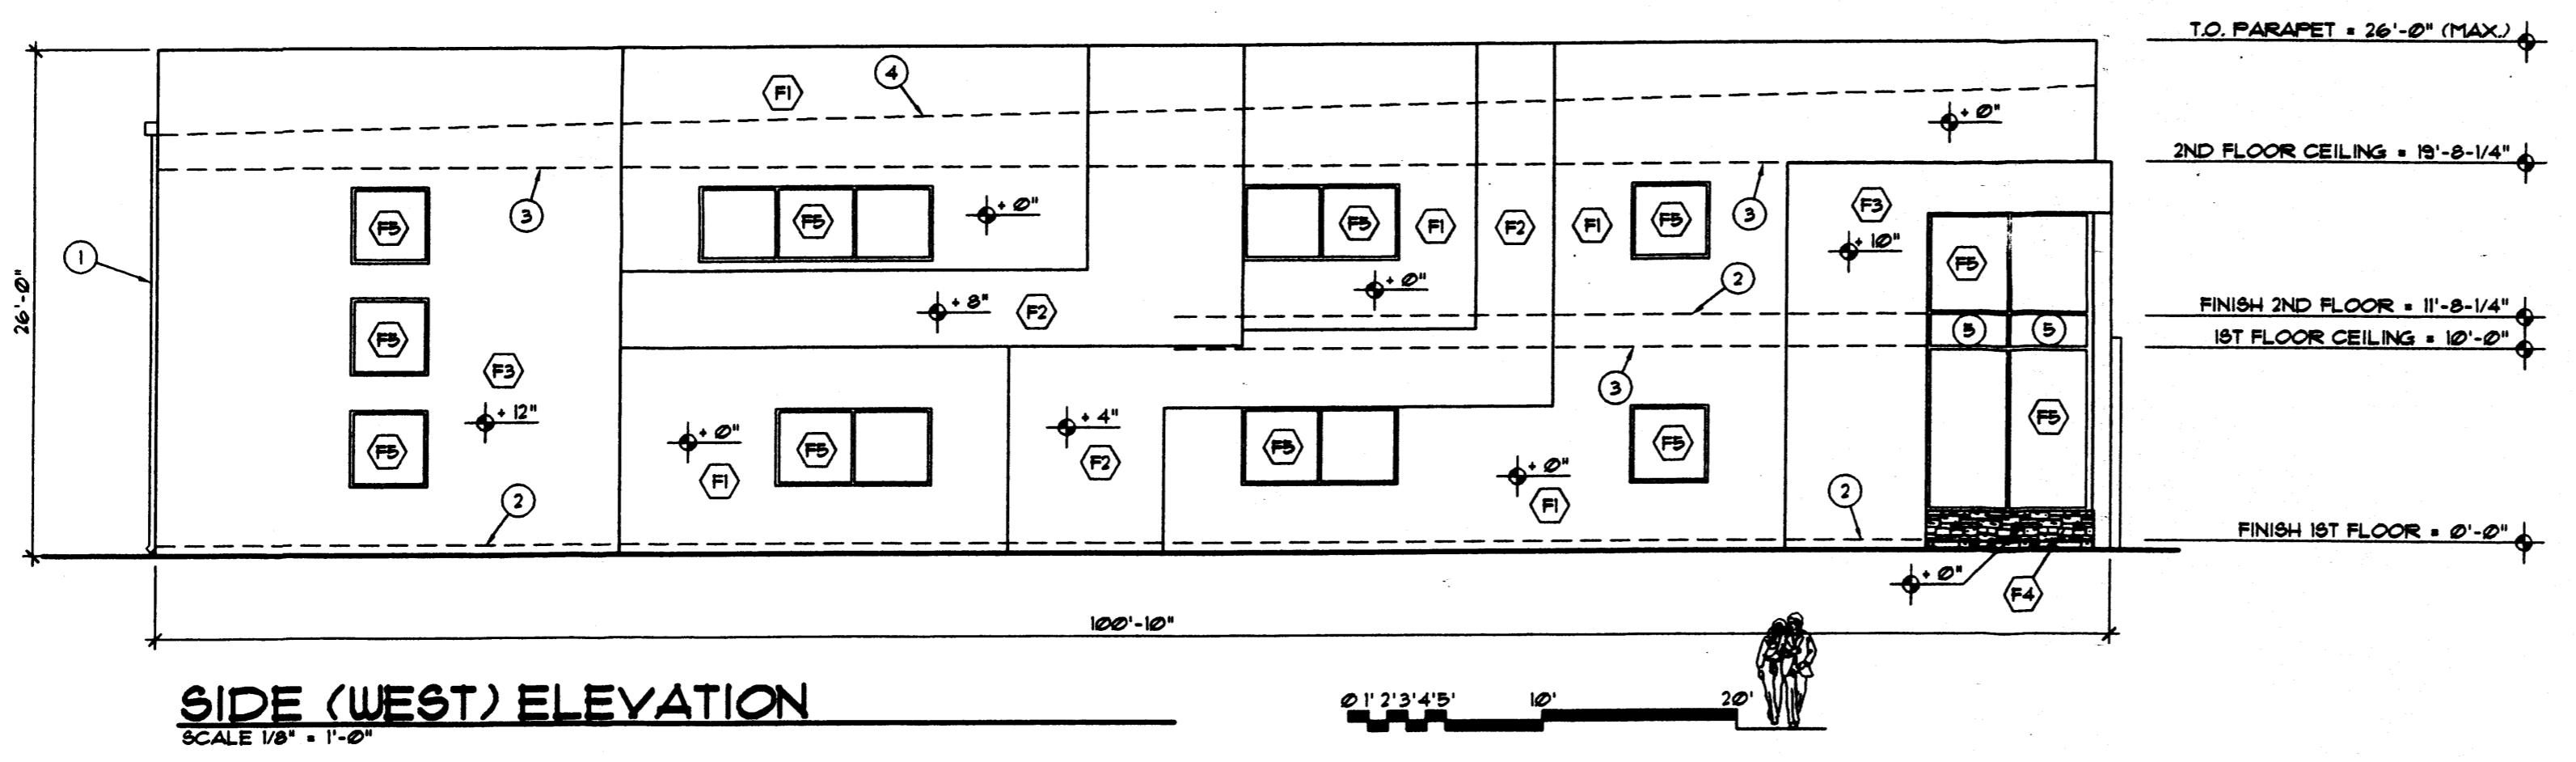 T.O. PARAPET = 26'-0" (MAX.)
4
F1
+ 0"
2ND FLOOR CEILING = 19'-8-1/4"
3
+ 0"
3
F3
F5
F5
F5
F1
F2
F1
F5
+ 10"
1
F5
26'-0"
+ 8"
F2
+ 0"
2
FINISH 2ND FLOOR = 11'-8-1/4"
F5
5
5
1ST FLOOR CEILING = 10'-0"
F3
3
+ 12"
+ 4"
F5
+ 0"
F5
F5
F2
F5
F5
F1
+ 0"
F1
2
2
FINISH 1ST FLOOR = 0'-0"
+ 0"
F4
100'-10"
SIDE (WEST) ELEVATION
SCALE 1/8" = 1'-0"
0 1' 2' 3' 4' 5' 10' 20'